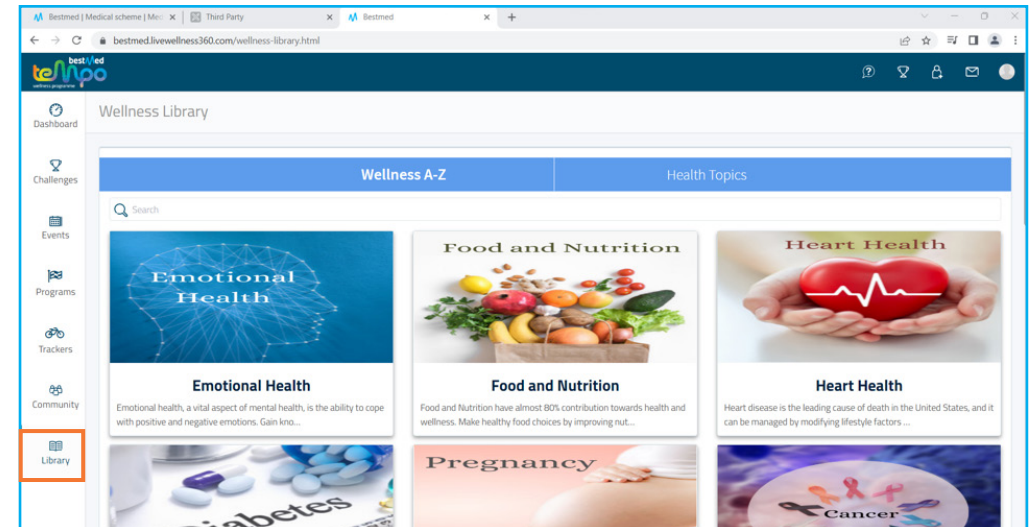 Bestmed | Medical scheme | Med
Third Party
Bestmed
bestmed.livewellness360.com/wellness-library.html
bestMed
tempo
wellness programme
Wellness Library
Dashboard
Challenges
Events
Programs
Trackers
Community
Library
Wellness A-Z
Health Topics
Search
Emotional
Health
Emotional Health
Emotional health, a vital aspect of mental health, is the ability to cope
with positive and negative emotions. Gain kno...
Food and Nutrition
Food and Nutrition
Food and Nutrition have almost 80% contribution towards health and
wellness. Make healthy food choices by improving nut...
Heart Health
Heart Health
Heart disease is the leading cause of death in the United States, and it
can be managed by modifying lifestyle factors ...
Diabetes
Pregnancy
Cancer